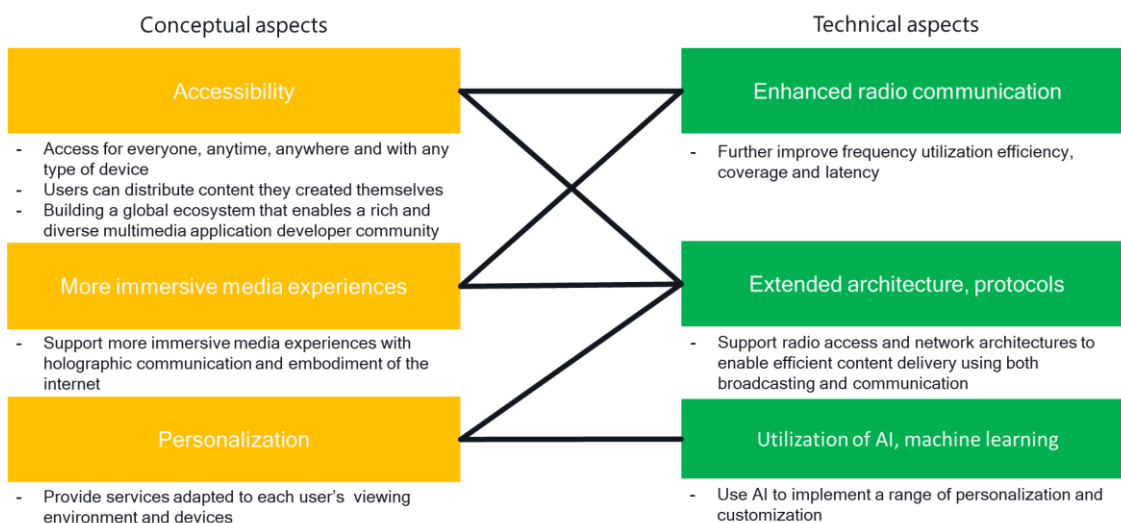 Conceptual aspects
Accessibility
- Access for everyone, anytime, anywhere and with any
type of device
- Users can distribute content they created themselves
- Building a global ecosystem that enables a rich and
diverse multimedia application developer community
More immersive media experiences
- Support more immersive media experiences with
holographic communication and embodiment of the
internet
Personalization
- Provide services adapted to each user's viewing
environment and devices
Technical aspects
Enhanced radio communication
- Further improve frequency utilization efficiency,
coverage and latency
Extended architecture, protocols
- Support radio access and network architectures to
enable efficient content delivery using both
broadcasting and communication
Utilization of AI, machine learning
- Use AI to implement a range of personalization and
customization